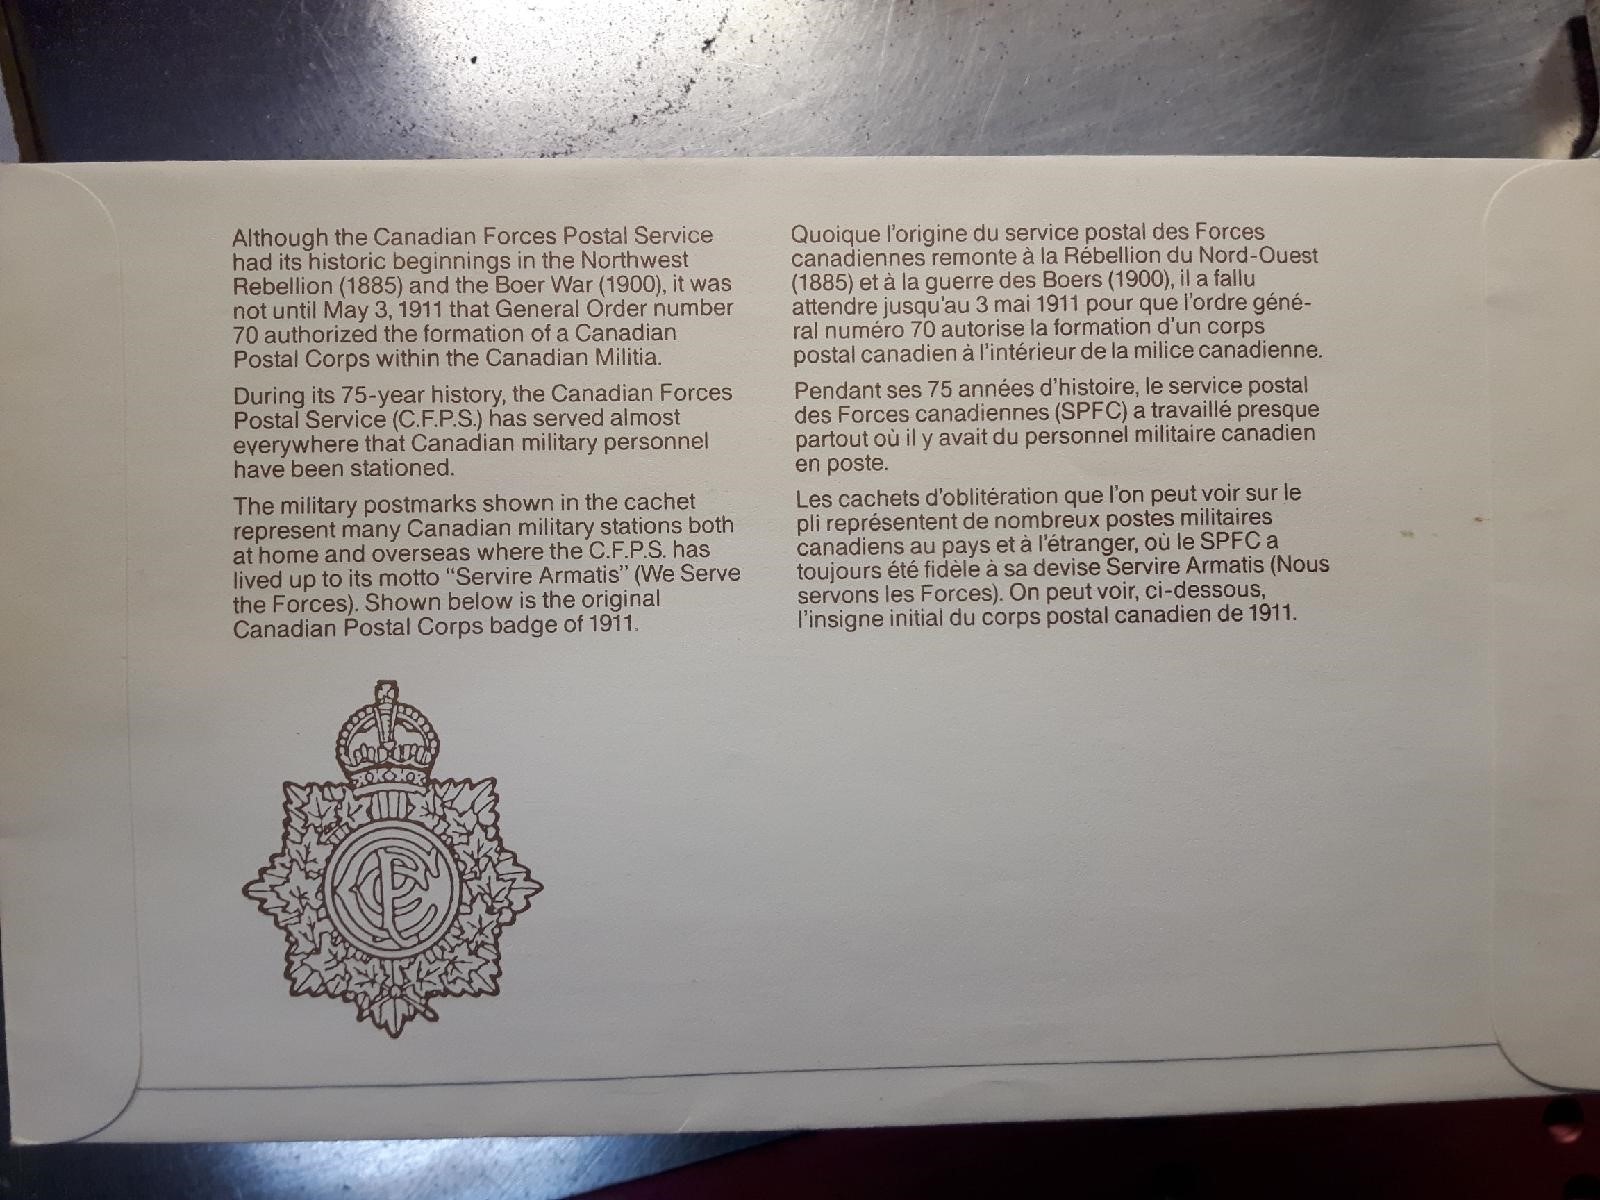 Although the Canadian Forces Postal Service
had its historic beginnings in the Northwest
Rebellion (1885) and the Boer War (1900), it was
not until May 3, 1911 that General Order number
70 authorized the formation of a Canadian
Postal Corps within the Canadian Militia.
During its 75-year history, the Canadian Forces
Postal Service (C.F.P.S.) has served almost
everywhere that Canadian military personnel
have been stationed.
The military postmarks shown in the cachet
represent many Canadian military stations both
at home and overseas where the C.F.P.S. has
lived up to its motto “Servire Armatis” (We Serve
the Forces). Shown below is the original
Canadian Postal Corps badge of 1911.
Quoique l'origine du service postal des Forces
canadiennes remonte à la Rébellion du Nord-Ouest
(1885) et à la guerre des Boers (1900), il a fallu
attendre jusqu'au 3 mai 1911 pour que l'ordre géné-
ral numéro 70 autorise la formation d'un corps
postal canadien à l'intérieur de la milice canadienne.
Pendant ses 75 années d'histoire, le service postal
des Forces canadiennes (SPFC) a travaillé presque
partout où il y avait du personnel militaire canadien
en poste.
Les cachets d'oblitération que l'on peut voir sur le
pli représentent de nombreux postes militaires
canadiens au pays et à l'étranger, où le SPFC a
toujours été fidèle à sa devise Servire Armatis (Nous
servons les Forces). On peut voir, ci-dessous,
l'insigne initial du corps postal canadien de 1911.
CPC